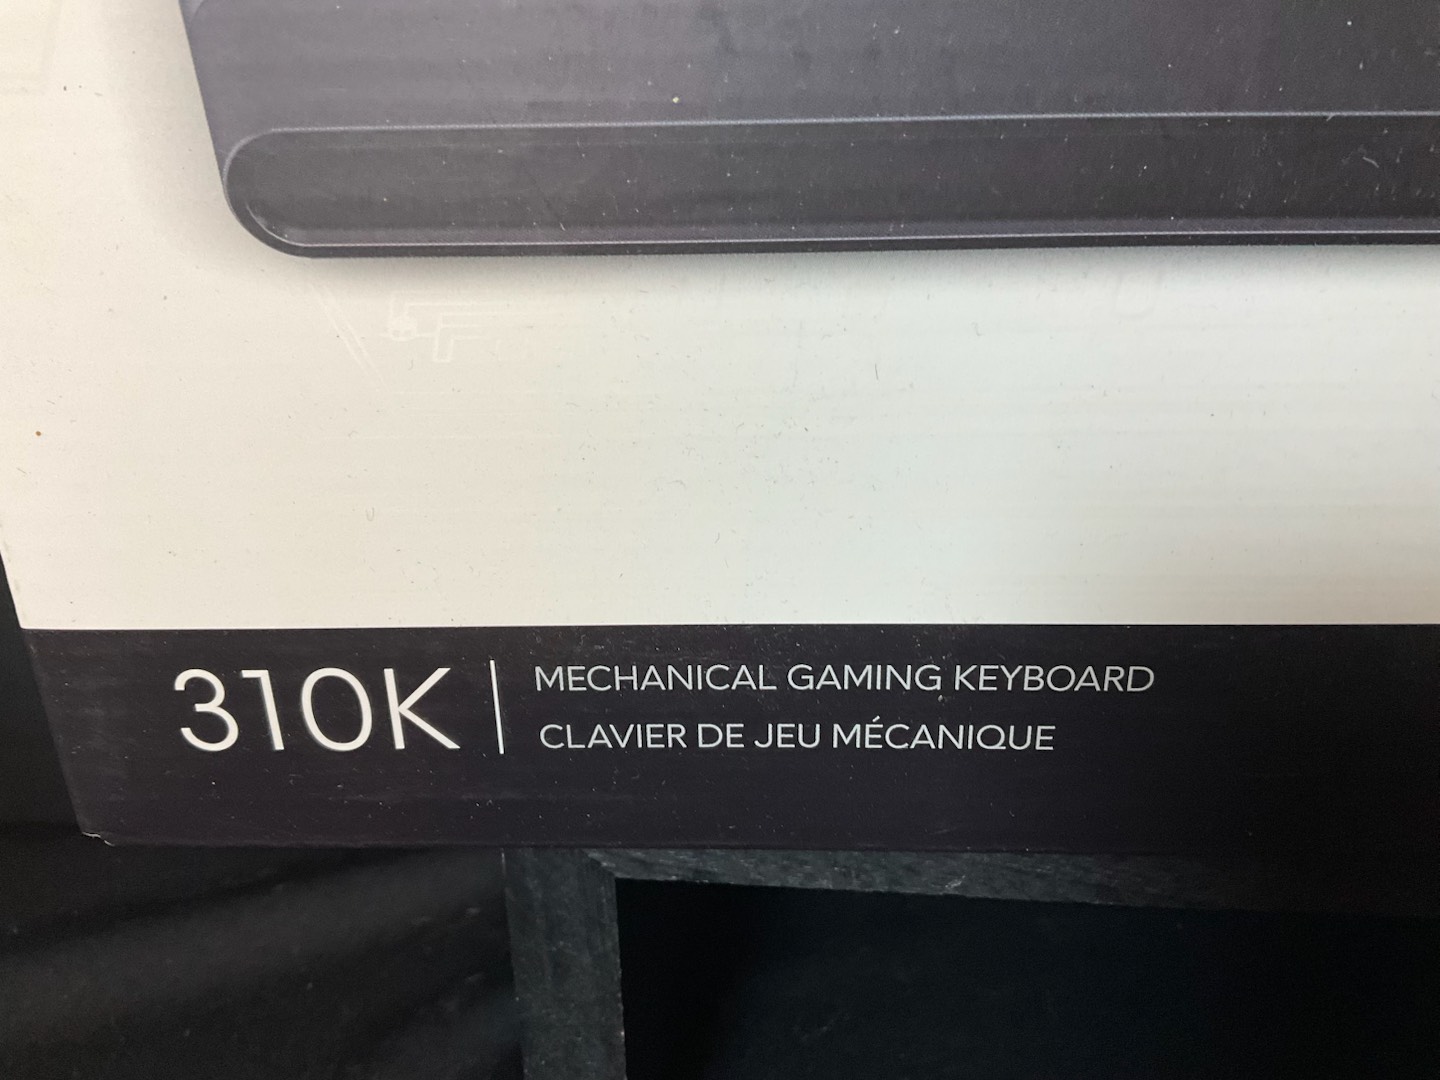 310K
MECHANICAL GAMING KEYBOARD
CLAVIER DE JEU MÉCANIQUE